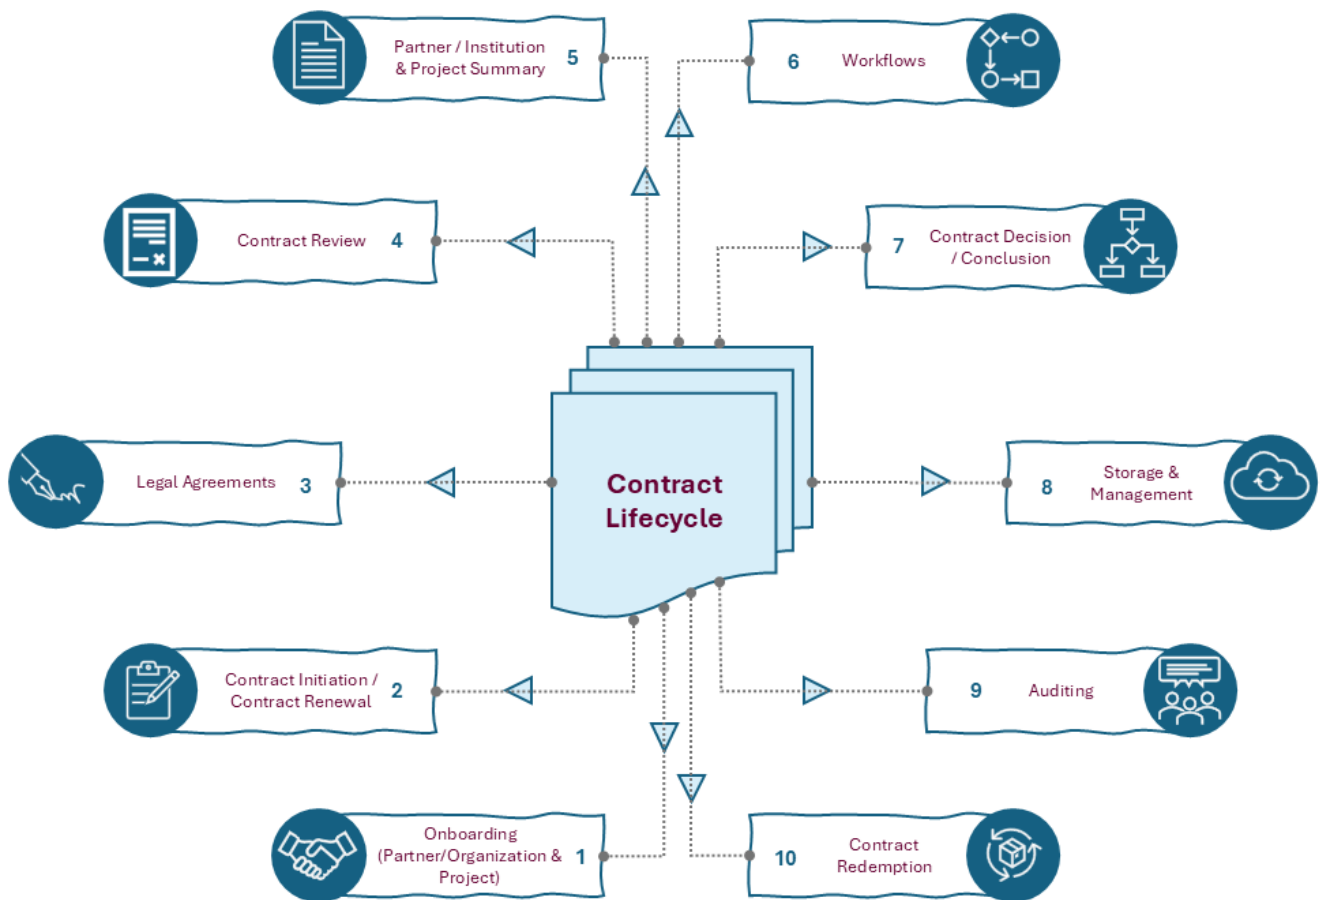 Partner / Institution 5
& Project Summary
6 Workflows
Contract Review 4
7 Contract Decision
/ Conclusion
Contract
Lifecycle
Legal Agreements 3
8 Storage &
Management
Contract Initiation / 2
Contract Renewal
9 Auditing
Onboarding
(Partner/Organization & 1
Project)
10 Contract
Redemption